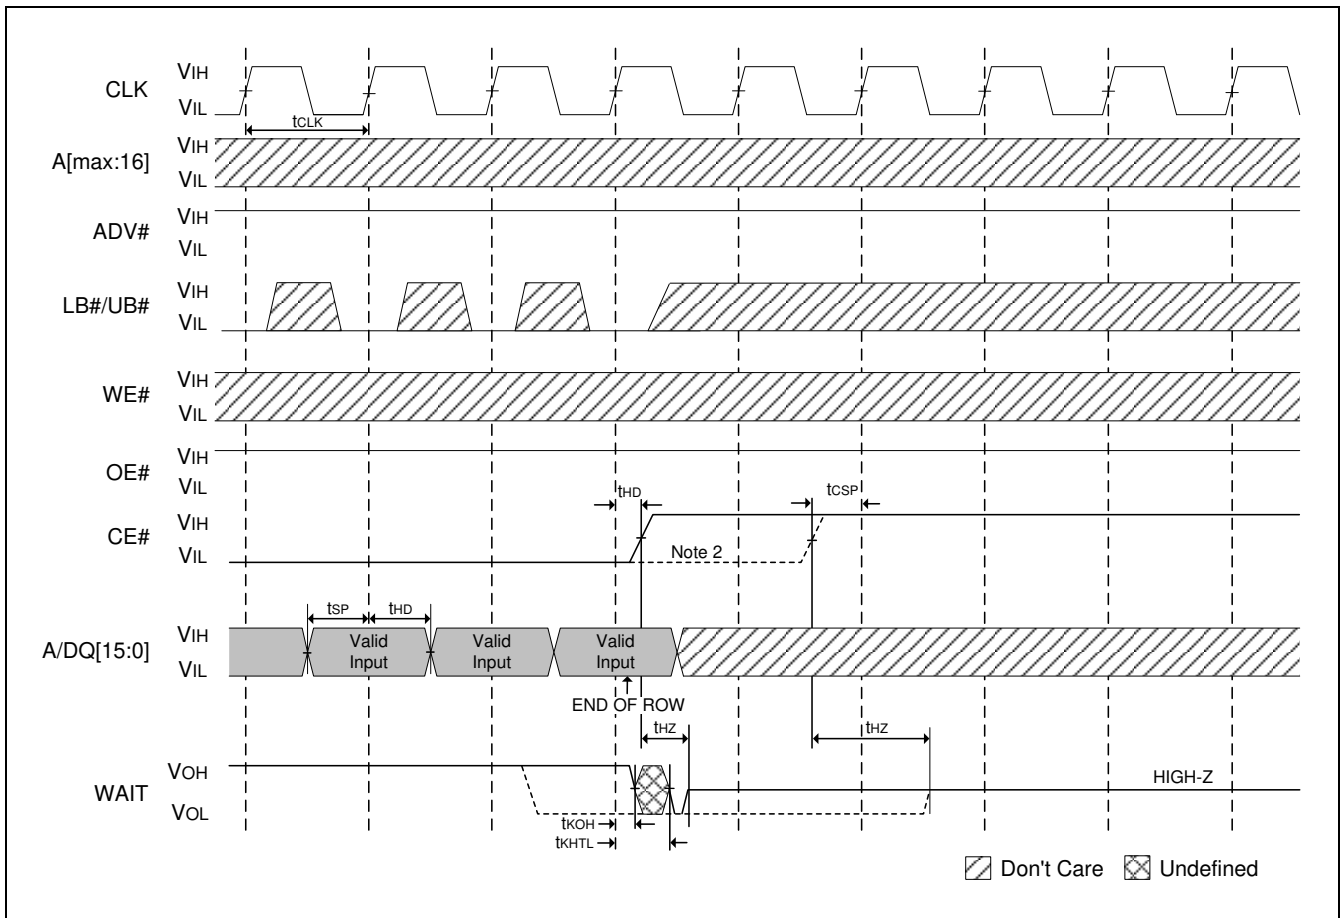 CLK
VIH
VIL
tCLK
A[max:16]
VIH
VIL
ADV#
VIH
VIL
LB#/UB#
VIH
VIL
WE#
VIH
VIL
OE#
VIH
VIL
tHD
tCSP
CE#
VIH
VIL
Note 2
tSP
tHD
A/DQ[15:0]
VIH
VIL
Valid
Input
Valid
Input
Valid
Input
END OF ROW
tHZ
tHZ
WAIT
VOH
VOL
HIGH-Z
tKOH
tKHTL
Don't Care
Undefined